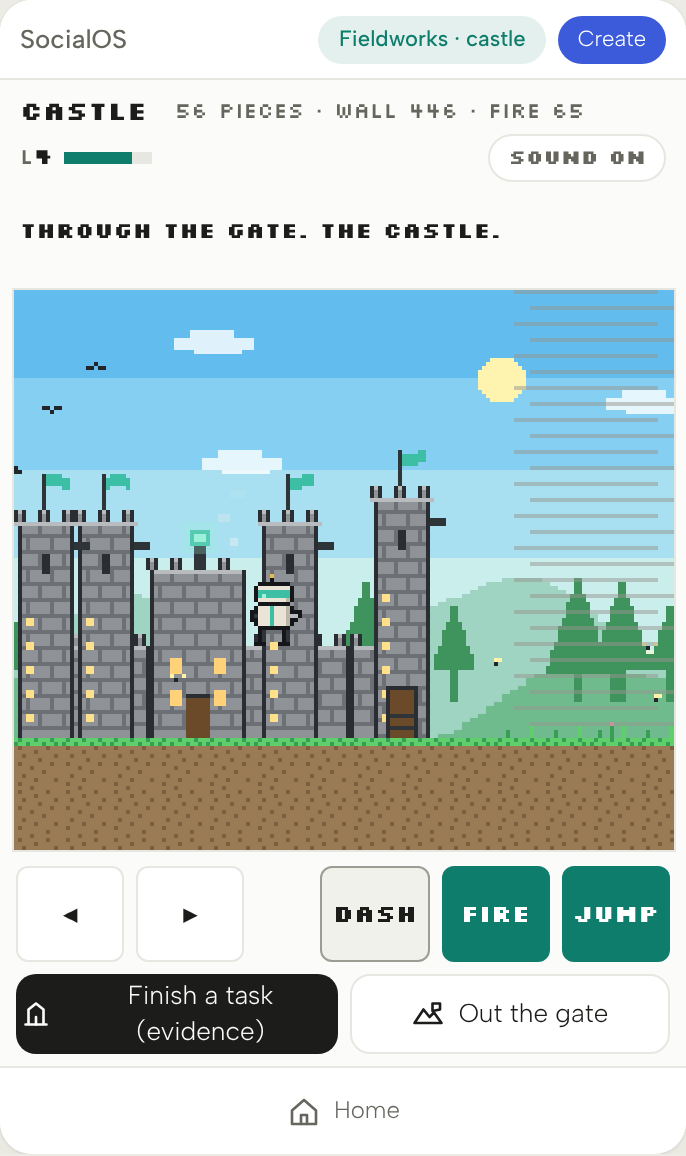 SocialOS
Fieldworks · castle
Create
CASTLE
56 PIECES · WALL 446 · FIRE 65
L4
SOUND ON
THROUGH THE GATE. THE CASTLE.
DASH
FIRE
JUMP
Finish a task
(evidence)
Out the gate
Home